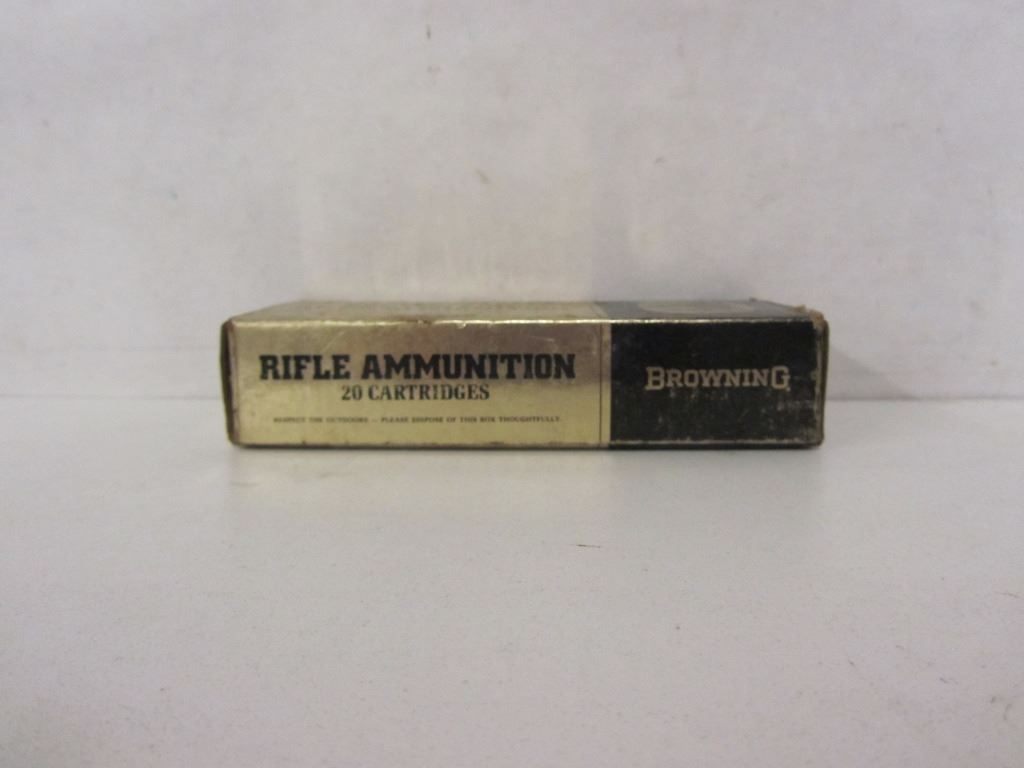 RIFLE AMMUNITION
20 CARTRIDGES
RESPECT THE OUTDOORS — PLEASE DISPOSE OF THIS BOX THOUGHTFULLY.
BROWNING